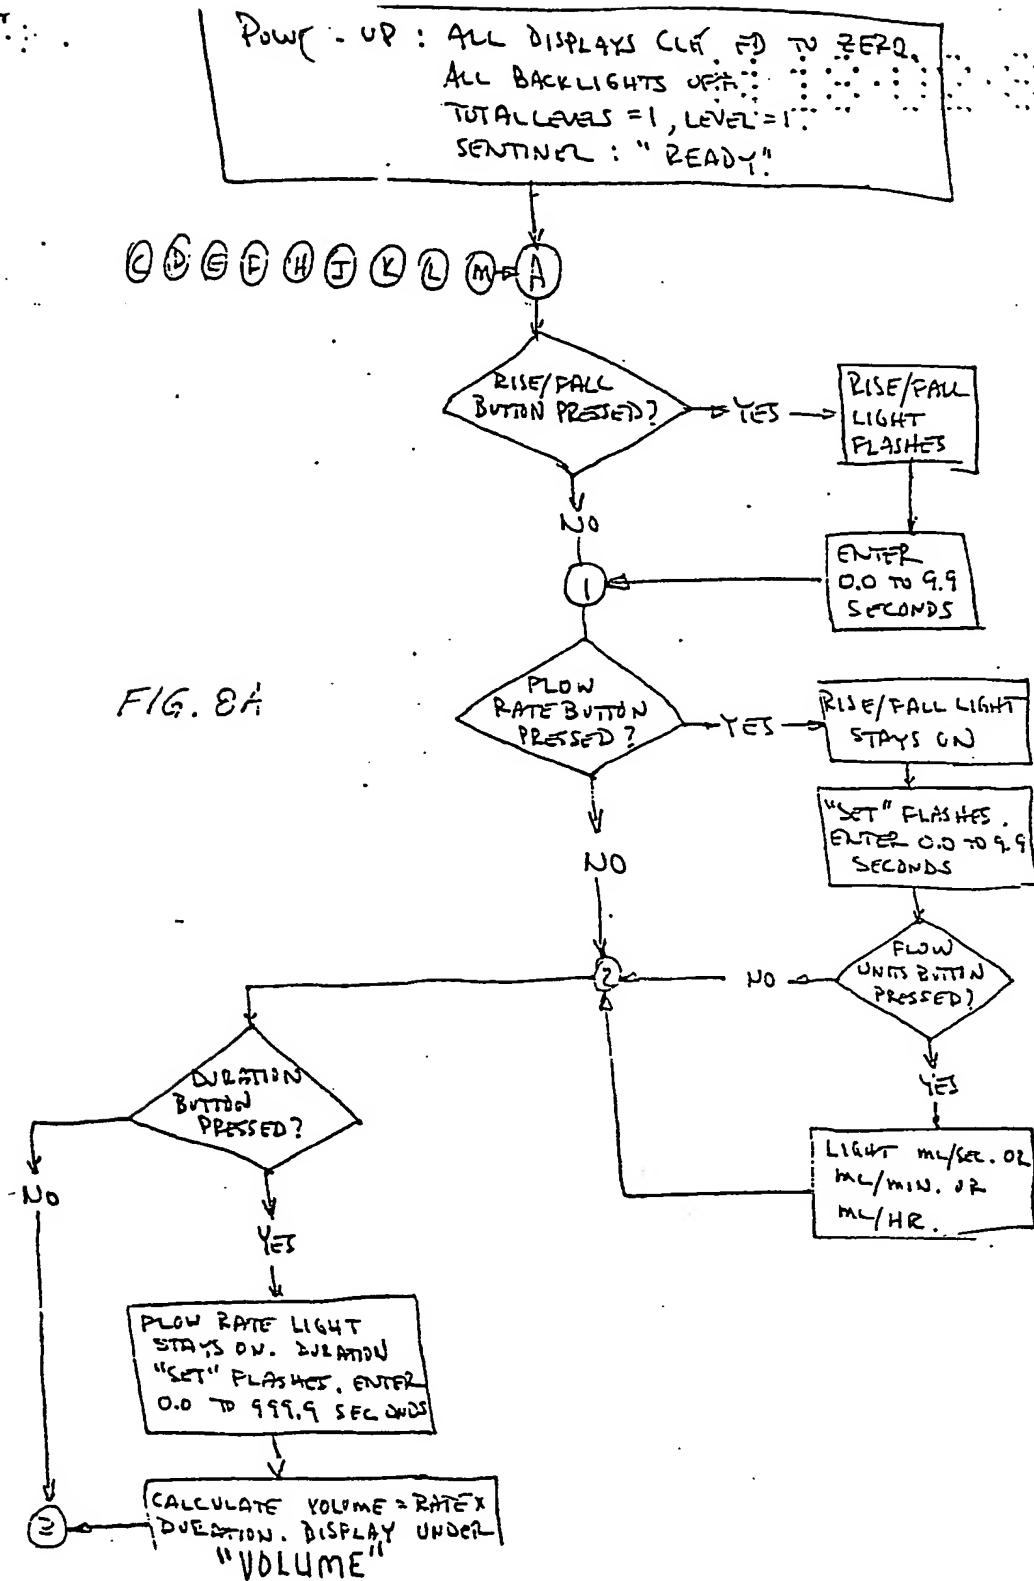 POWER - UP : ALL DISPLAYS CLE ED TO ZERO.
ALL BACKLIGHTS OFF.
TOTAL LEVELS = 1, LEVEL = 1.
SENTINEL : "READY".
C D E F H J K L M A
RISE/FALL
BUTTON PRESSED?
YES
RISE/FALL
LIGHT
FLASHES
NO
ENTER
0.0 TO 9.9
SECONDS
1
FIG. 8A
FLOW
RATE BUTTON
PRESSED?
YES
RISE/FALL LIGHT
STAYS ON
"SET" FLASHES.
ENTER 0.0 TO 9.9
SECONDS
NO
FLOW
UNITS BUTTON
PRESSED?
NO
2
YES
LIGHT mL/SEC. OR
mL/MIN. OR
mL/HR.
DURATION
BUTTON
PRESSED?
NO
YES
FLOW RATE LIGHT
STAYS ON. DURATION
"SET" FLASHES. ENTER
0.0 TO 999.9 SECONDS
CALCULATE VOLUME = RATE X
DURATION. DISPLAY UNDER
"VOLUME"